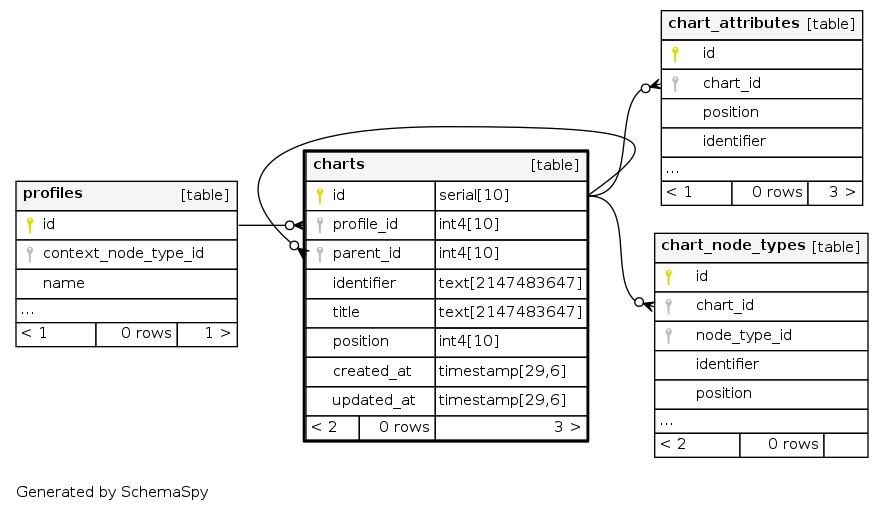 chart_attributes [table]
id
chart_id
position
identifier
...
< 1 0 rows 3 >
charts [table]
id serial[10]
profile_id int4[10]
parent_id int4[10]
identifier text[2147483647]
title text[2147483647]
position int4[10]
created_at timestamp[29,6]
updated_at timestamp[29,6]
< 2 0 rows 3 >
profiles [table]
id
context_node_type_id
name
...
< 1 0 rows 1 >
chart_node_types [table]
id
chart_id
node_type_id
identifier
position
...
< 2 0 rows
Generated by SchemaSpy